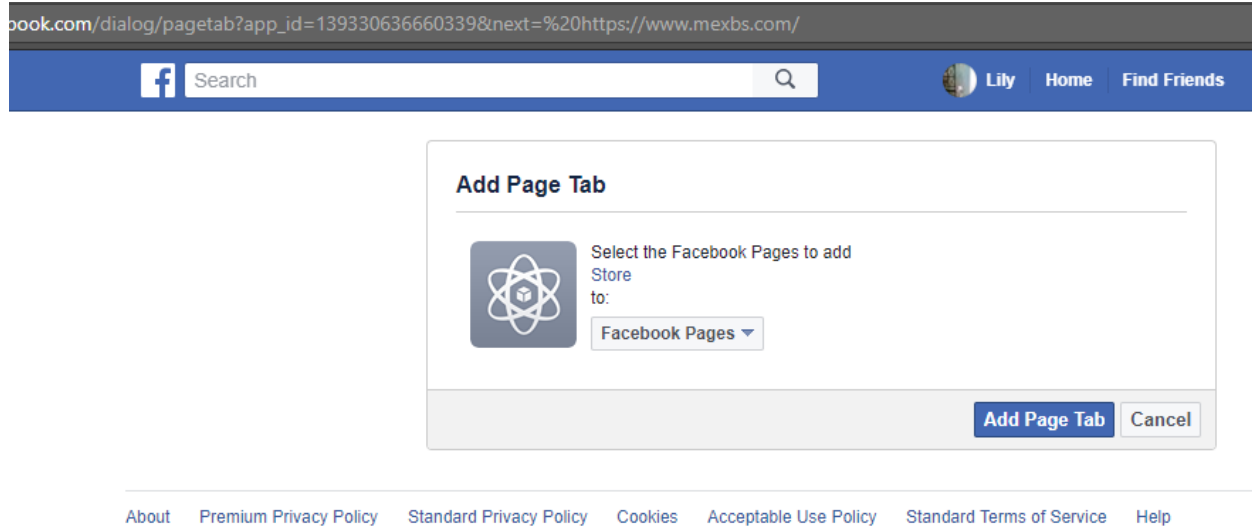 book.com/dialog/pagetab?app_id=139330636660339&next=%20https://www.mexbs.com/
f Search Lily Home Find Friends
Add Page Tab
Select the Facebook Pages to add
Store
to:
Facebook Pages
Add Page Tab Cancel
About Premium Privacy Policy Standard Privacy Policy Cookies Acceptable Use Policy Standard Terms of Service Help